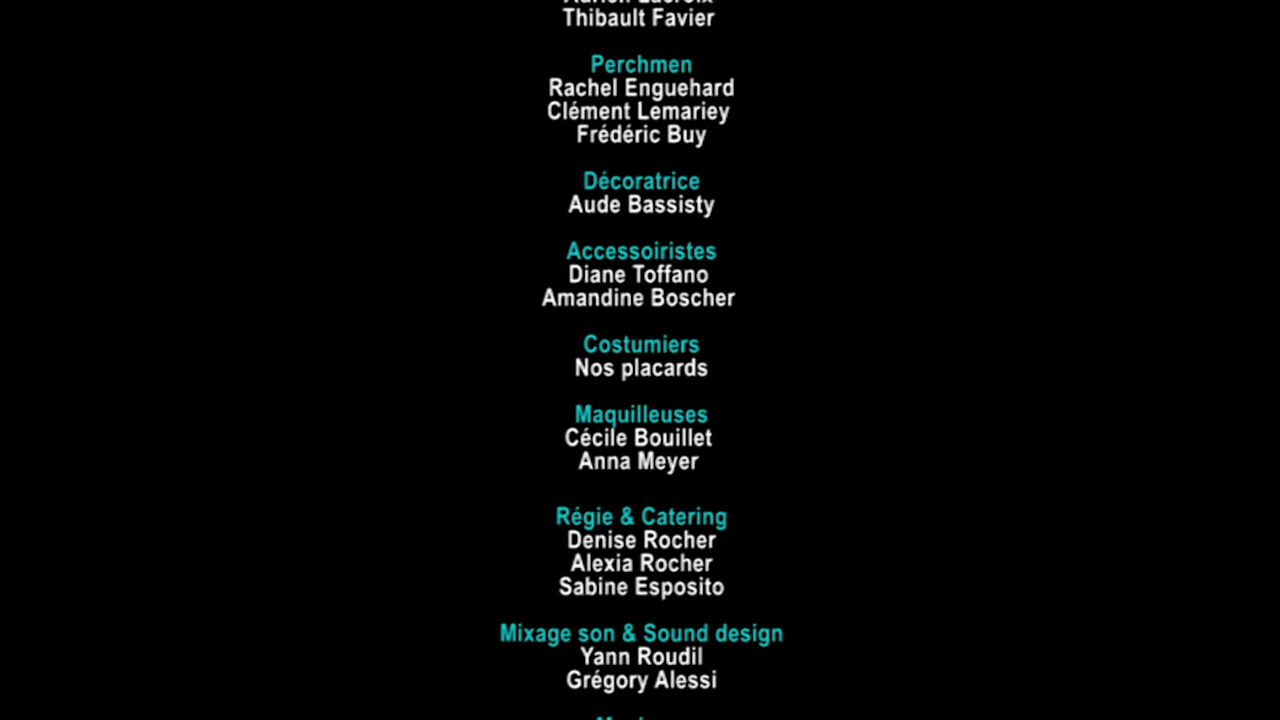 Thibault Favier
Perchmen
Rachel Enguehard
Clément Lemariey
Frédéric Buy
Décoratrice
Aude Bassisty
Accessoiristes
Diane Toffano
Amandine Boscher
Costumiers
Nos placards
Maquilleuses
Cécile Bouillet
Anna Meyer
Régie & Catering
Denise Rocher
Alexia Rocher
Sabine Esposito
Mixage son & Sound design
Yann Roudil
Grégory Alessi